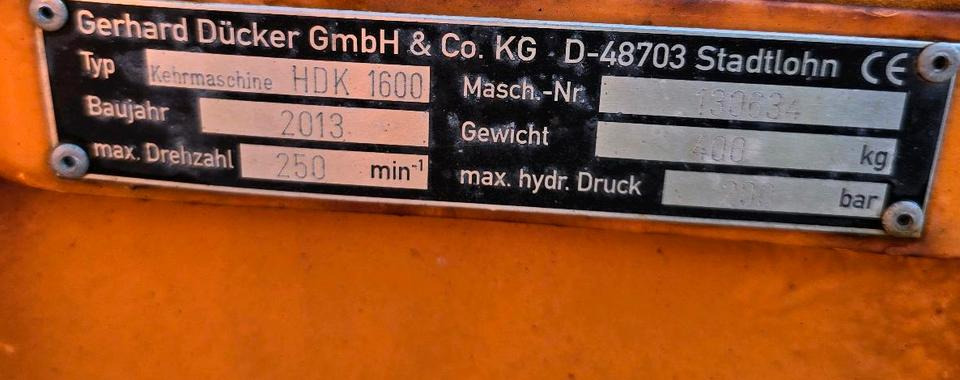 Gerhard Dücker GmbH & Co. KG D-48703 Stadtlohn CE
Typ Kehrmaschine HDK 1600
Baujahr 2013
max. Drehzahl 250 min-1
Masch.-Nr 130634
Gewicht 400 kg
max. hydr. Druck bar